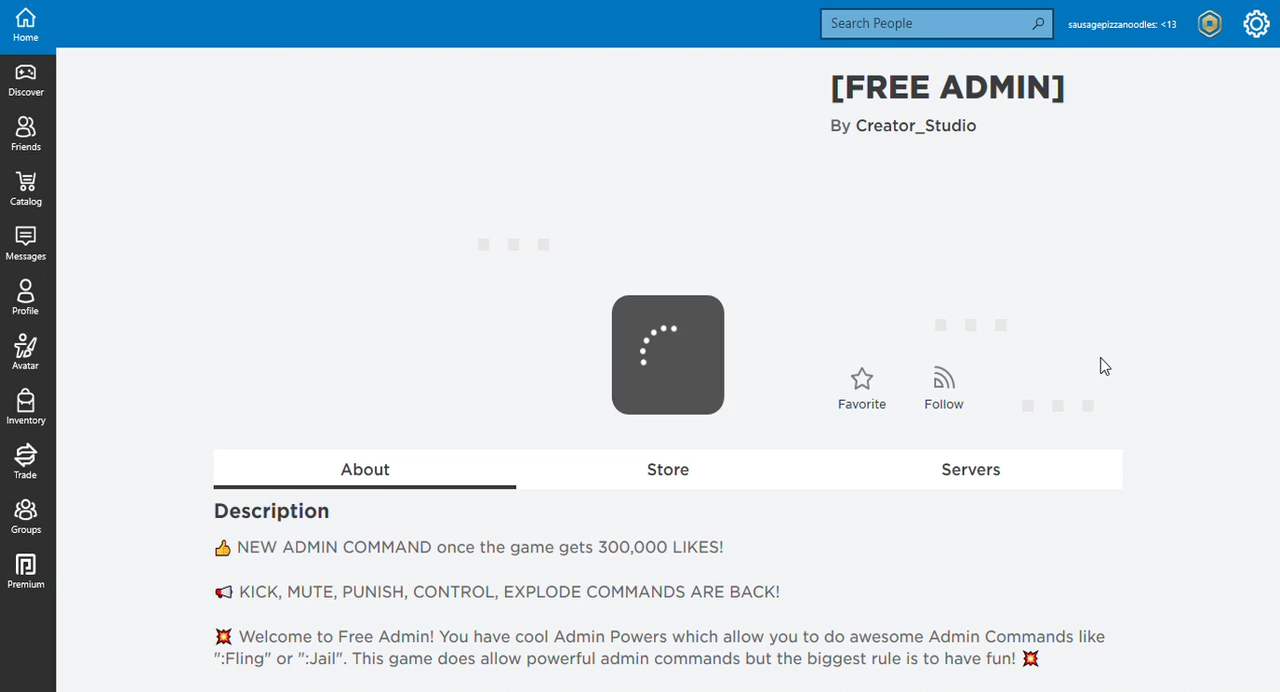 Home
Search People
sausagepizzanoodles: <13
Discover
Friends
Catalog
Messages
Profile
Avatar
Inventory
Trade
Groups
Premium
[FREE ADMIN]
By Creator_Studio
Favorite
Follow
About
Store
Servers
Description
👍 NEW ADMIN COMMAND once the game gets 300,000 LIKES!
📢 KICK, MUTE, PUNISH, CONTROL, EXPLODE COMMANDS ARE BACK!
💥 Welcome to Free Admin! You have cool Admin Powers which allow you to do awesome Admin Commands like
":Fling" or ":Jail". This game does allow powerful admin commands but the biggest rule is to have fun! 💥